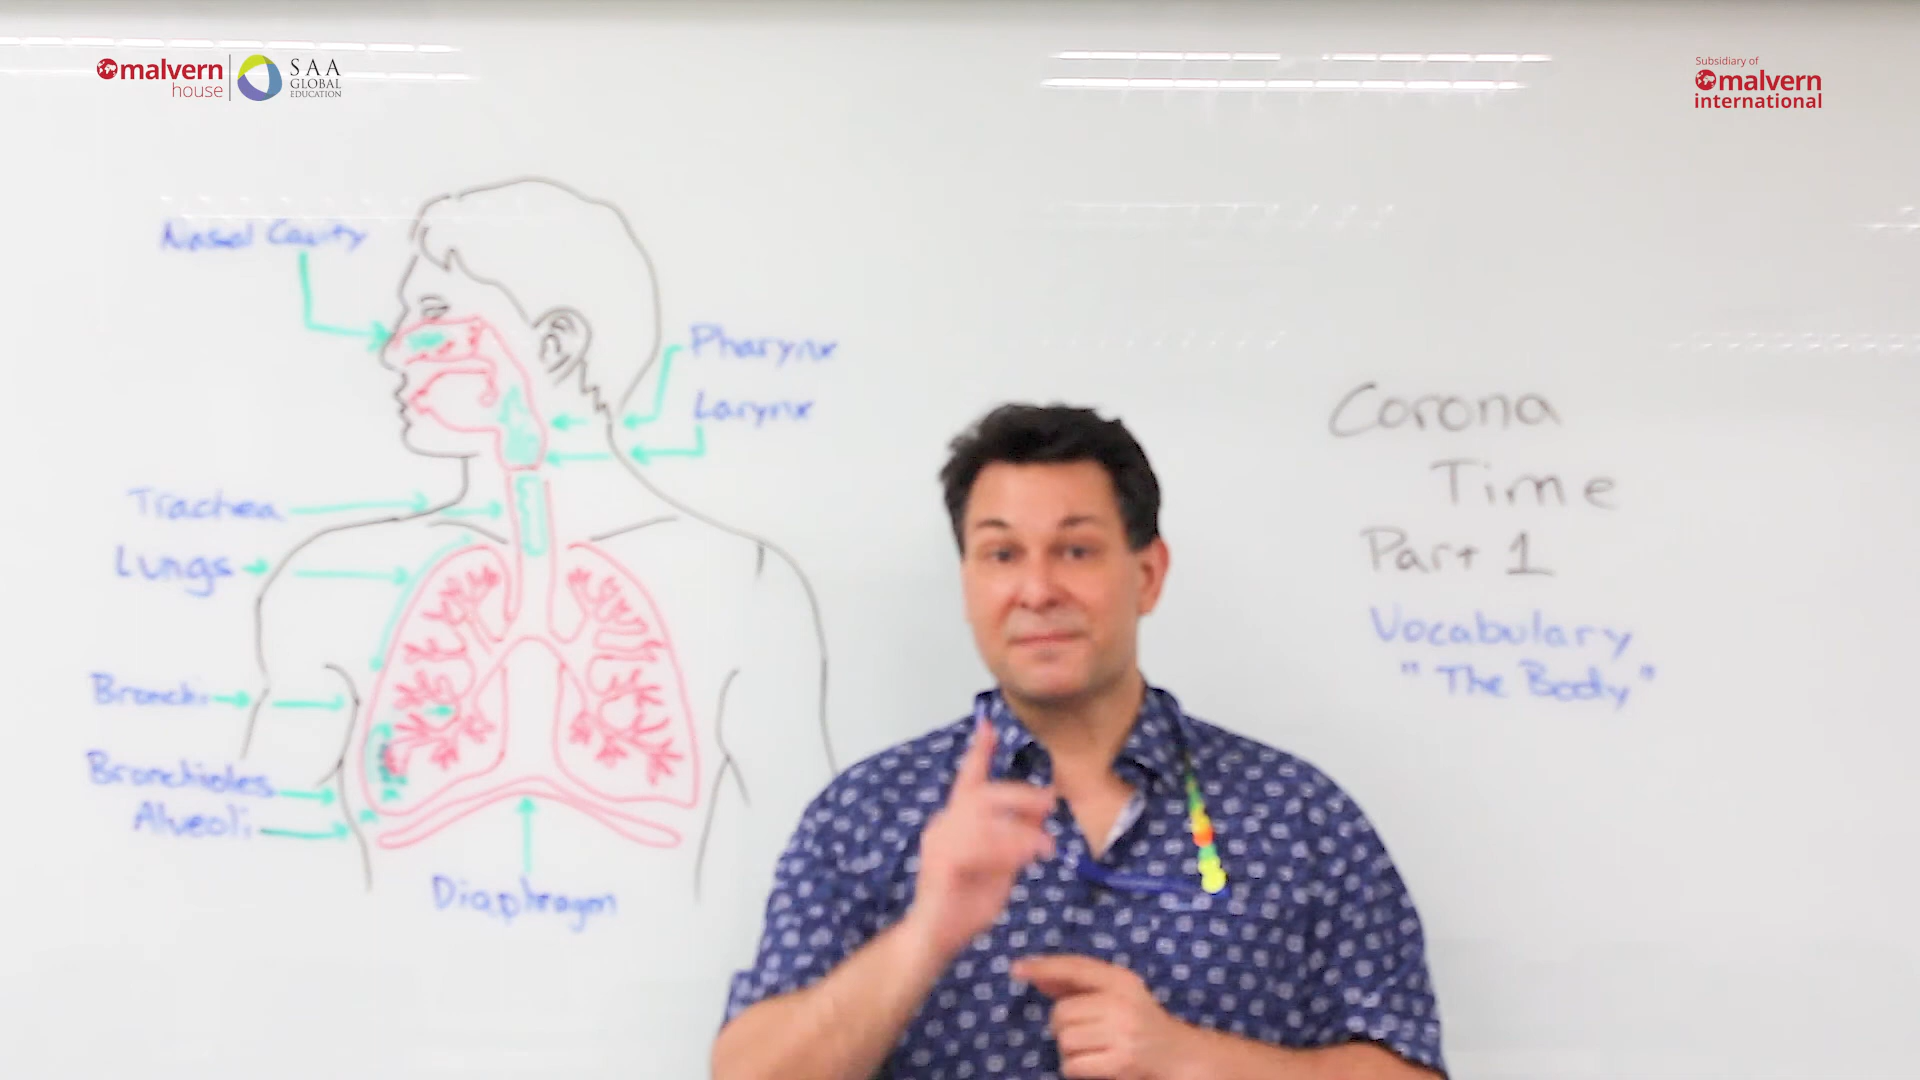 malvern
house
SAA
GLOBAL
EDUCATION
Subsidiary of
malvern
international
Nasal Cavity
Pharynx
Larynx
Trachea
Lungs
Bronchi
Bronchioles
Alveoli
Diaphragm
Corona
Time
Part 1
Vocabulary
"The Body"